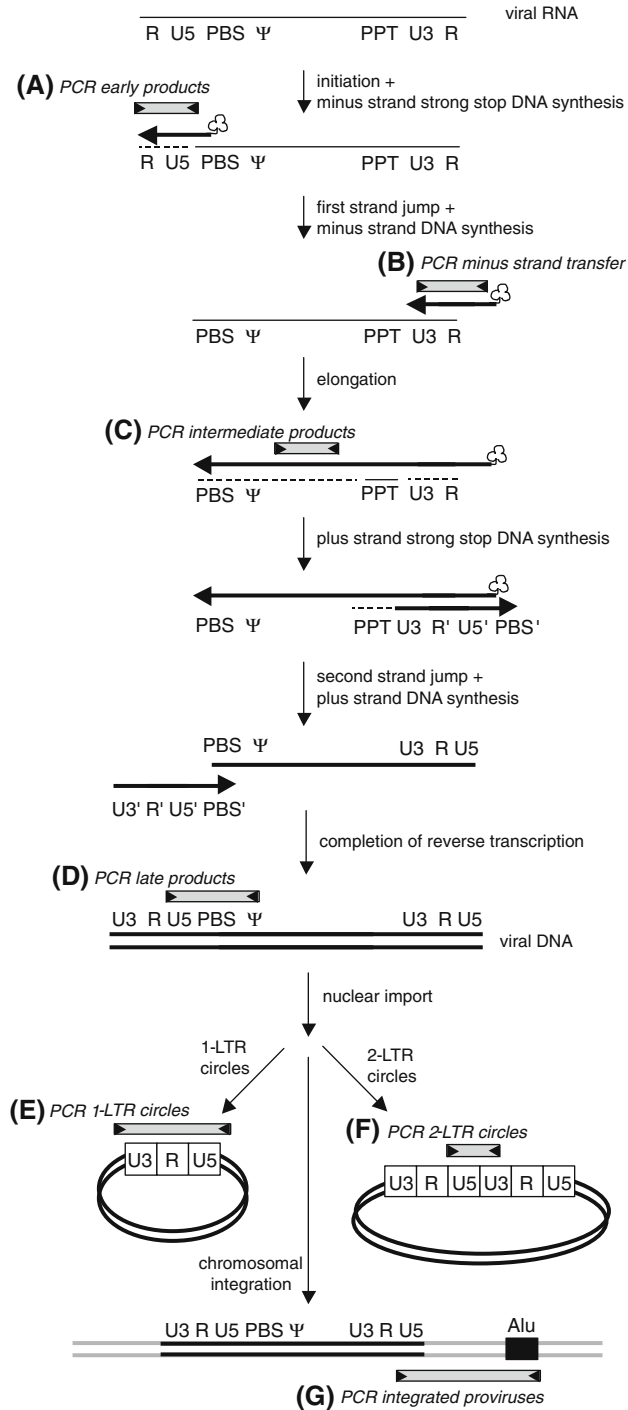 viral RNA
R U5 PBS Ψ PPT U3 R
(A) PCR early products
initiation +
minus strand strong stop DNA synthesis
R U5 PBS Ψ PPT U3 R
first strand jump +
minus strand DNA synthesis
(B) PCR minus strand transfer
PBS Ψ PPT U3 R
elongation
(C) PCR intermediate products
PBS Ψ PPT U3 R
plus strand strong stop DNA synthesis
PBS Ψ PPT U3 R' U5' PBS'
second strand jump +
plus strand DNA synthesis
PBS Ψ U3 R U5
U3' R' U5' PBS'
completion of reverse transcription
(D) PCR late products
U3 R U5 PBS Ψ U3 R U5
viral DNA
nuclear import
1-LTR
circles
2-LTR
circles
(E) PCR 1-LTR circles
(F) PCR 2-LTR circles
U3 R U5
U3 R U5 U3 R U5
chromosomal
integration
U3 R U5 PBS Ψ U3 R U5 Alu
(G) PCR integrated proviruses